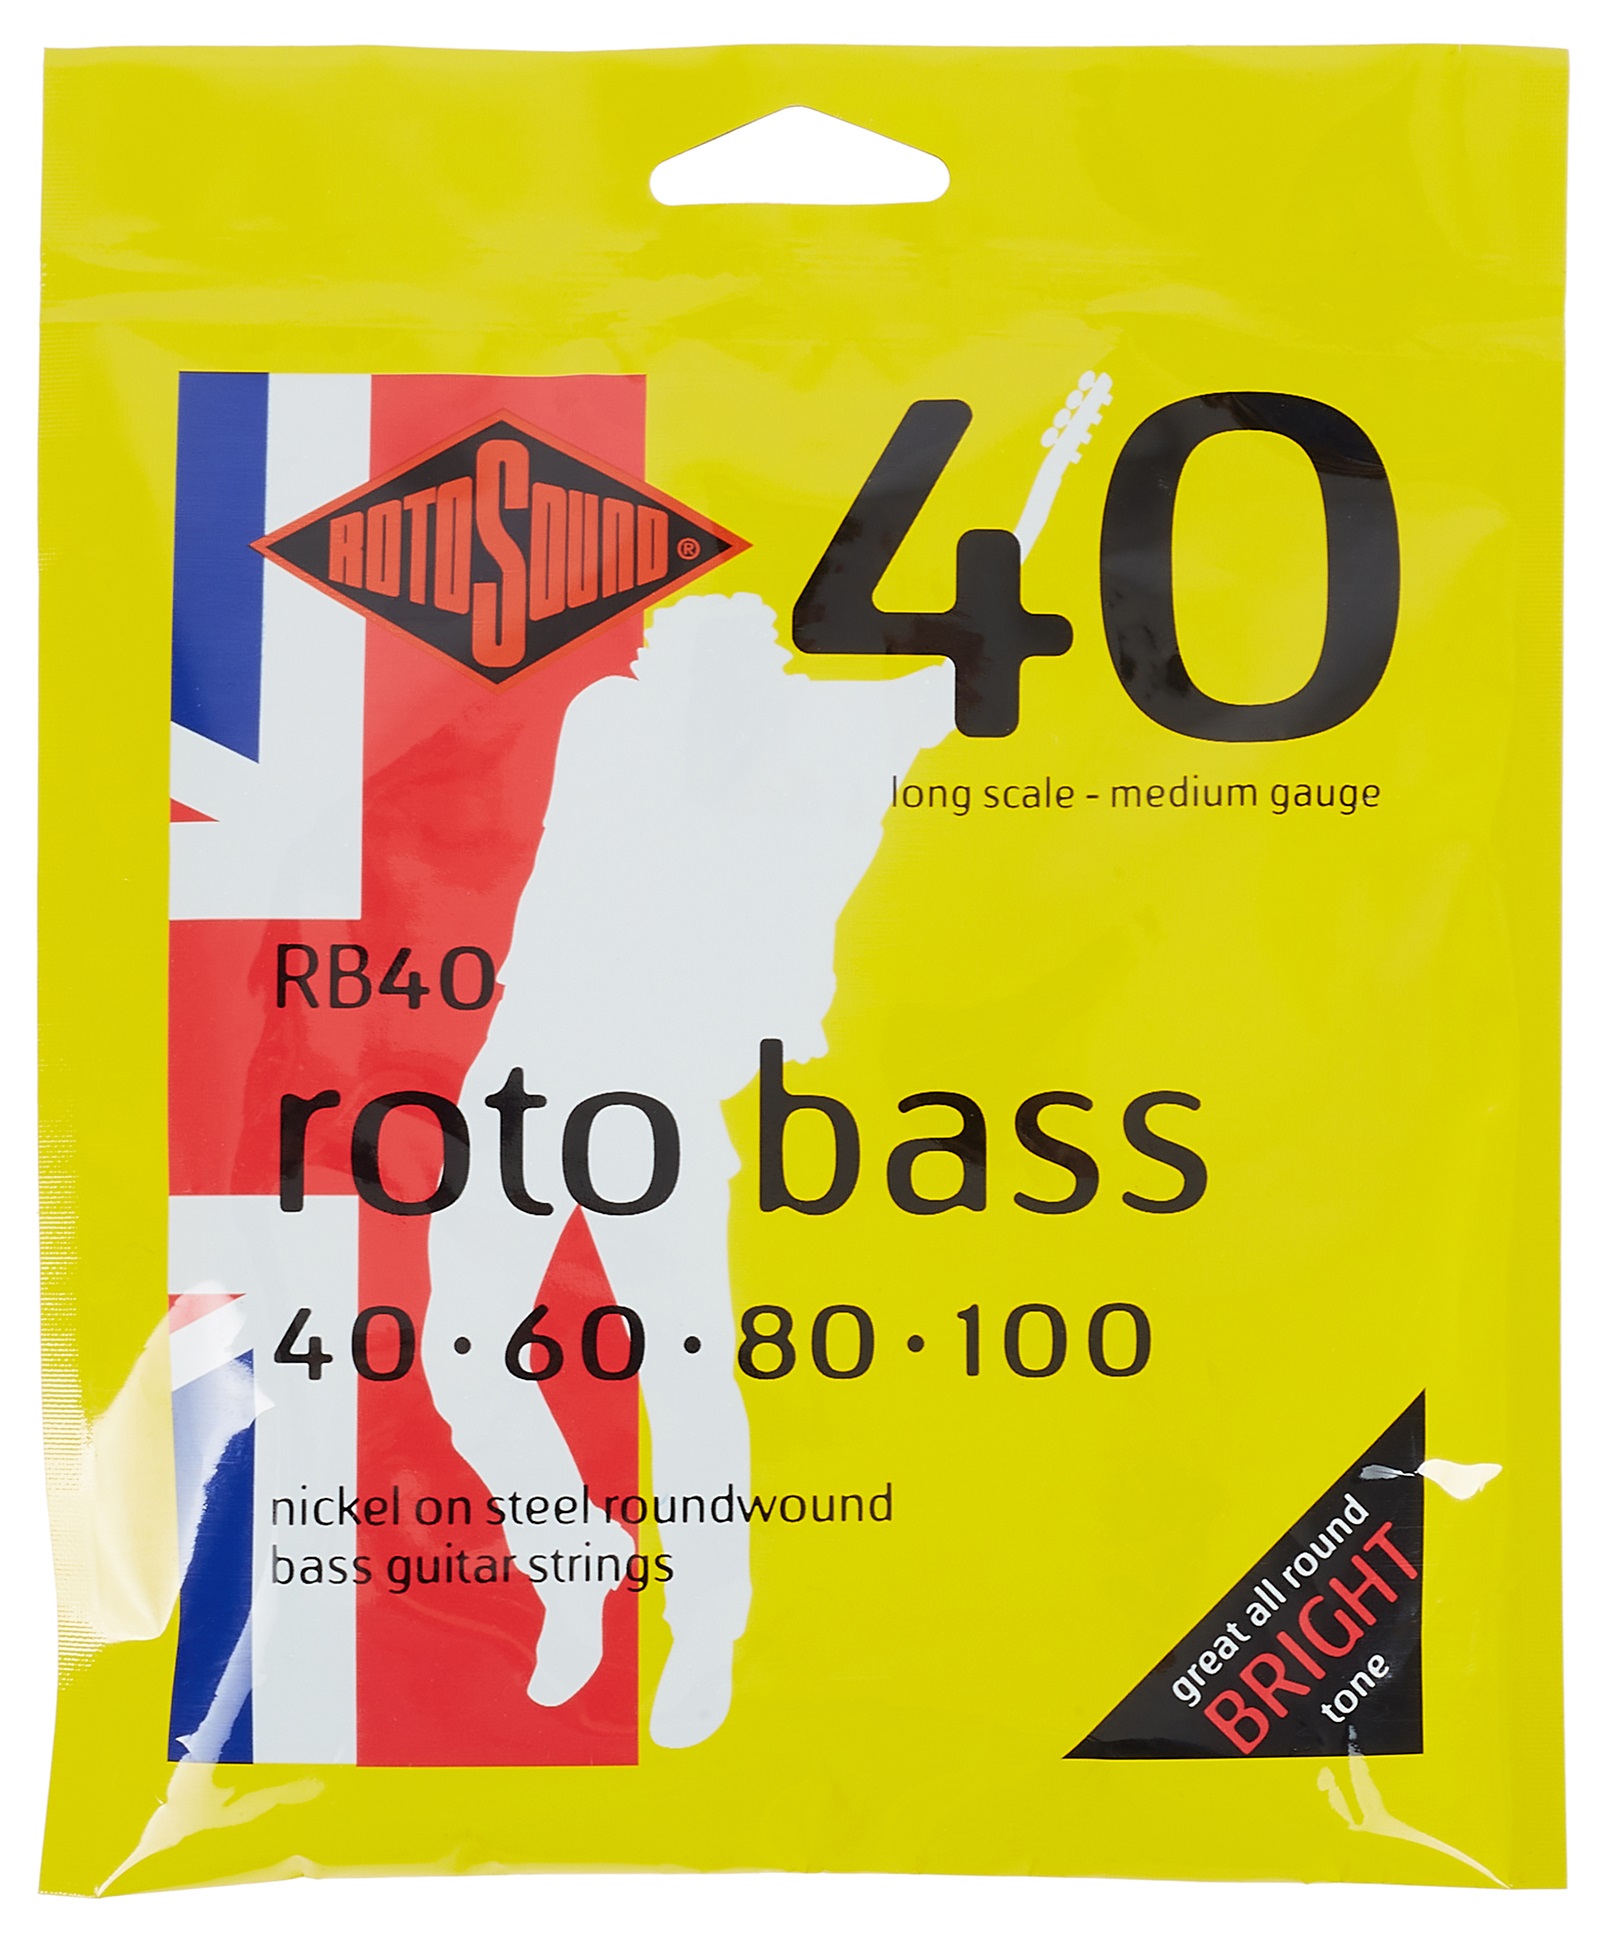 ROTOSOUND®
40
long scale - medium gauge
RB40
roto bass
40 · 60 · 80 · 100
nickel on steel roundwound
bass guitar strings
great all round
BRIGHT
tone